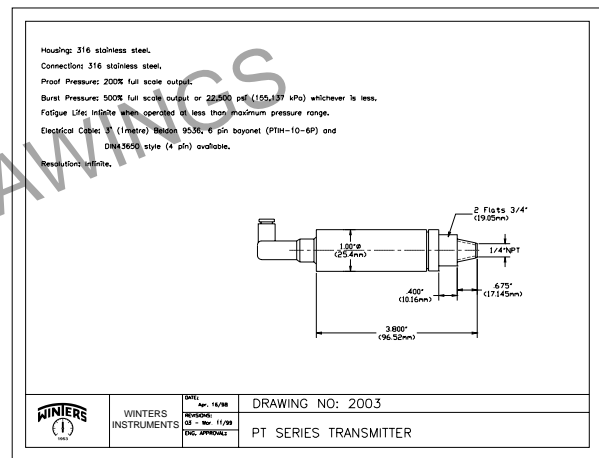 Housing: 316 stainless steel.
Connection: 316 stainless steel.
Proof Pressure: 200% full scale output.
Burst Pressure: 500% full scale output or 22,500 psi (155,137 kPa) whichever is less.
Fatigue Life: Infinite when operated at less than maximum pressure range.
Electrical Cable: 3' (1metre) Beldon 9536, 6 pin bayonet (PTIH-10-6P) and
DIN43650 style (4 pin) available.
Resolution: Infinite.
AWINGS
2 Flats 3/4"
(19.05mm)
1.00"ø
(25.4mm)
1/4"NPT
.400"
(10.16mm)
.675"
(17.145mm)
3.800"
(96.52mm)
WINTERS
1953
WINTERS
INSTRUMENTS
DATE:
Apr. 16/98
REVISIONS:
03 - Mar. 11/99
ENG. APPROVAL:
DRAWING NO: 2003
PT SERIES TRANSMITTER